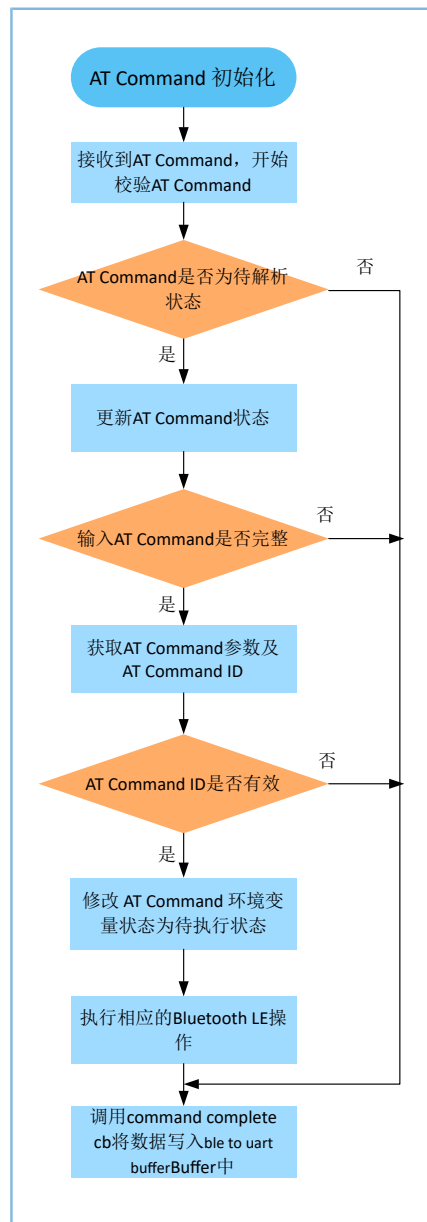 AT Command 初始化
接收到AT Command，开始
校验AT Command
AT Command是否为待解析
状态
否
是
更新AT Command状态
输入AT Command是否完整
否
是
获取AT Command参数及
AT Command ID
AT Command ID是否有效
否
是
修改 AT Command 环境变
量状态为待执行状态
执行相应的Bluetooth LE操
作
调用command complete
cb将数据写入ble to uart
bufferBuffer中